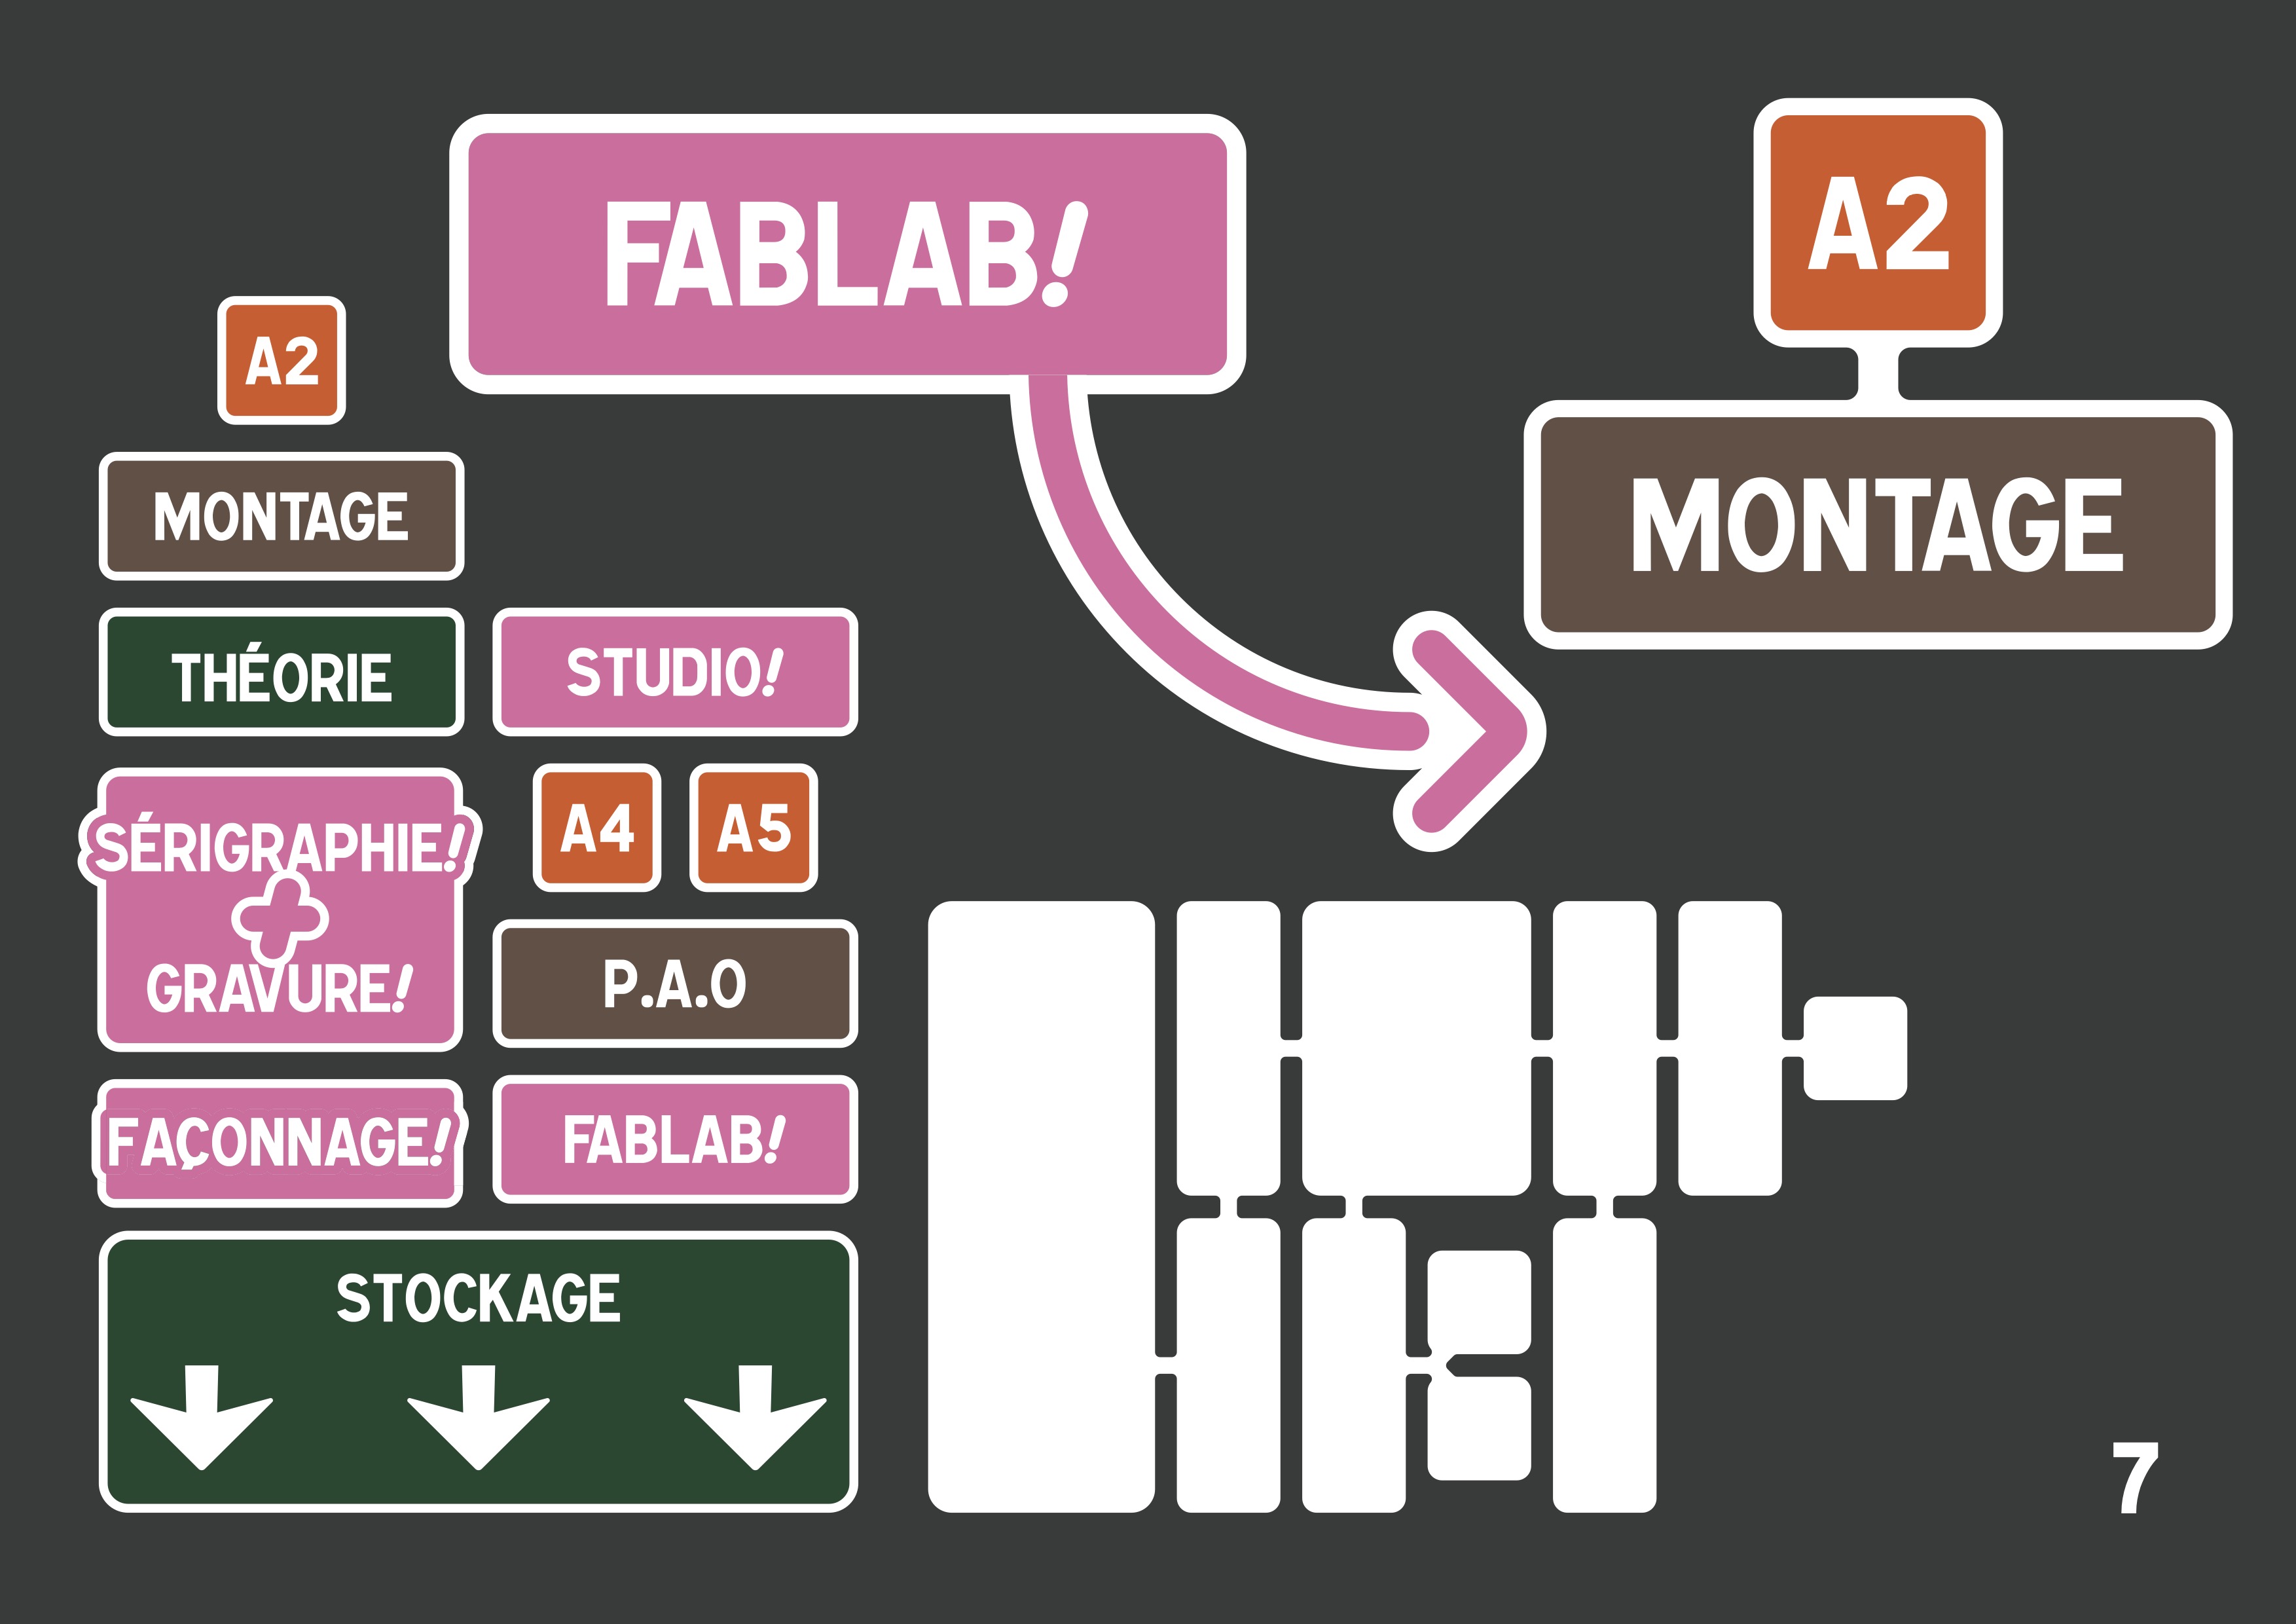 FABLAB!
A2
MONTAGE
A2
MONTAGE
THÉORIE
STUDIO!
SÉRIGRAPHIE!
+
GRAVURE!
A4
A5
P.A.O
FAÇONNAGE!
FABLAB!
STOCKAGE
7